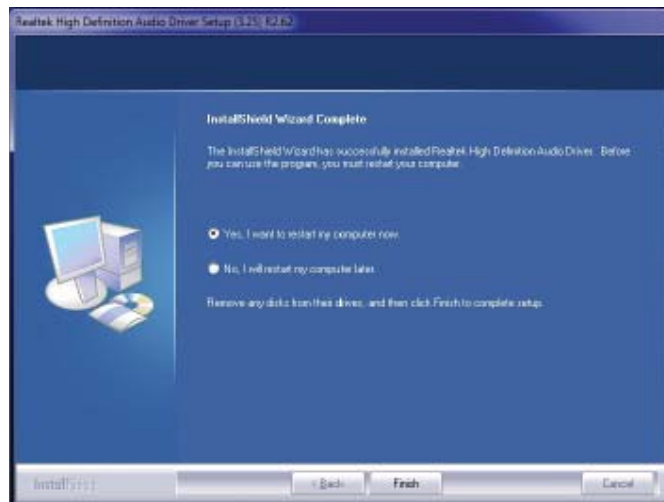 Realtek High Definition Audio Driver Setup (3.25) R2.62
InstallShield Wizard Complete
The InstallShield Wizard has successfully installed Realtek High Definition Audio Driver. Before
you can use the program, you must restart your computer.
Yes, I want to restart my computer now.
No, I will restart my computer later.
Remove any disks from their drives, and then click Finish to complete setup.
InstallShield
< Back
Finish
Cancel